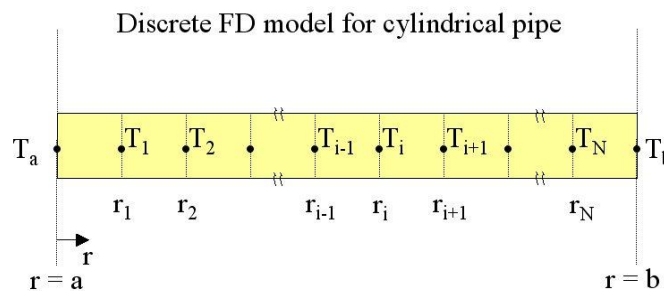 Discrete FD model for cylindrical pipe
Tₐ T₁ T₂ Tᵢ₋₁ Tᵢ Tᵢ₊₁ T_N T
r₁ r₂ rᵢ₋₁ rᵢ rᵢ₊₁ r_N
r
r = a r = b